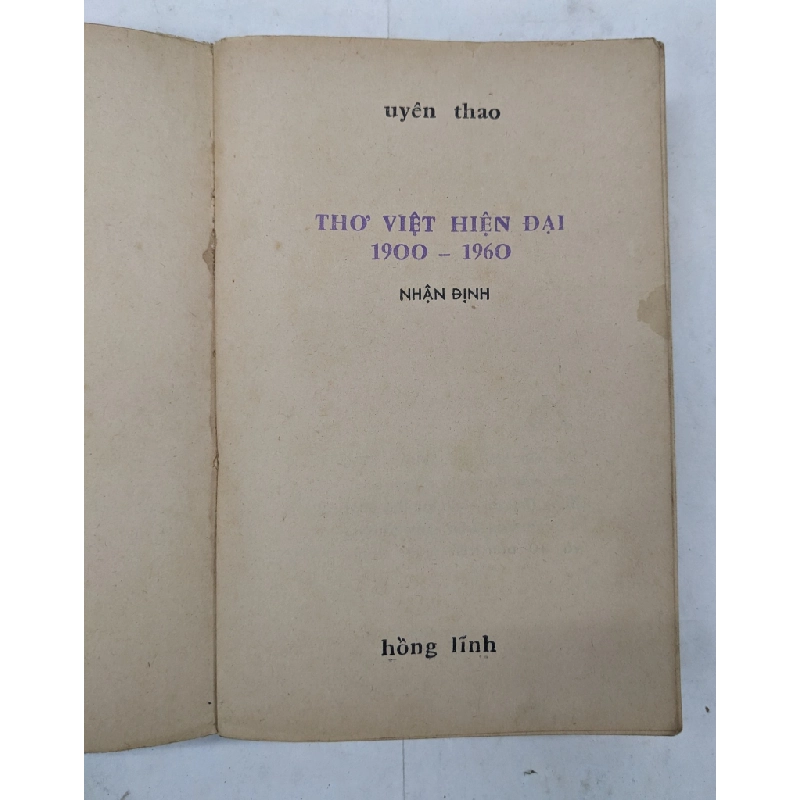 uyên thao
THƠ VIỆT HIỆN ĐẠI
1900 - 1960
NHẬN ĐỊNH
hồng lĩnh